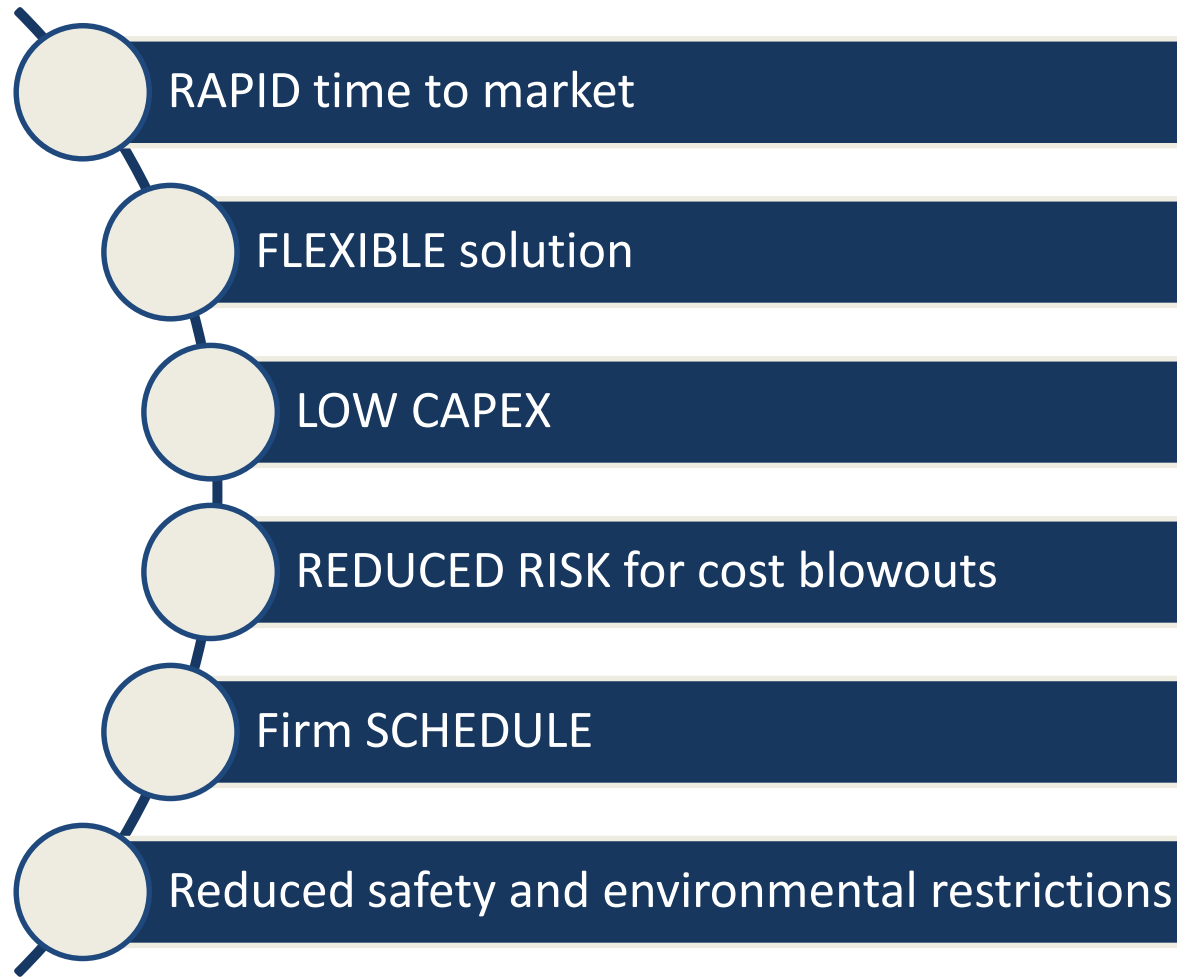 RAPID time to market
FLEXIBLE solution
LOW CAPEX
REDUCED RISK for cost blowouts
Firm SCHEDULE
Reduced safety and environmental restrictions